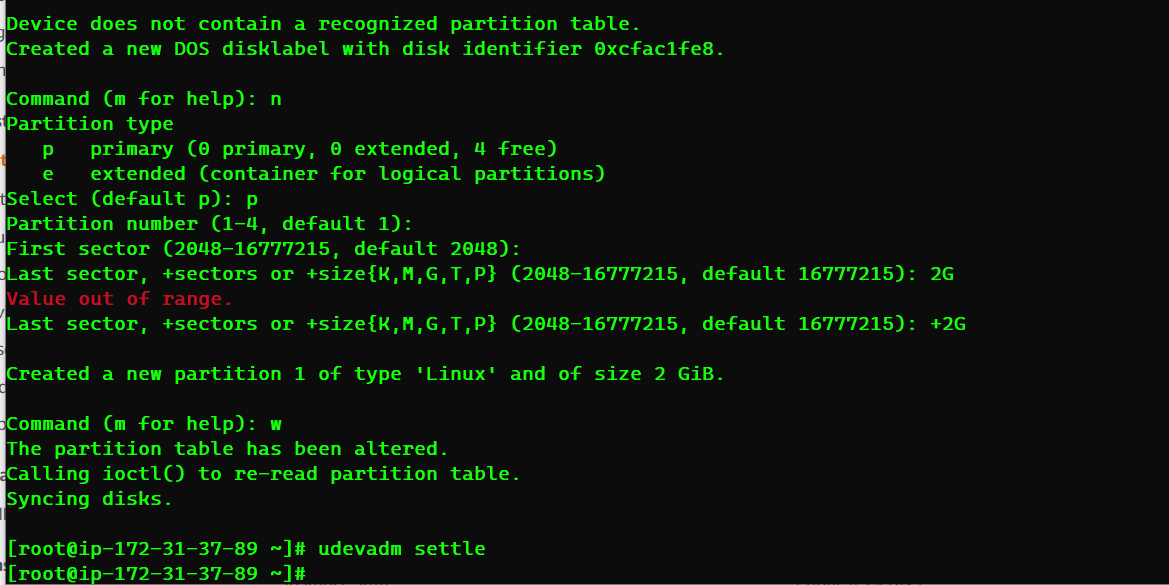 Device does not contain a recognized partition table.
Created a new DOS disklabel with disk identifier 0xcfac1fe8.
Command (m for help): n
Partition type
   p   primary (0 primary, 0 extended, 4 free)
   e   extended (container for logical partitions)
Select (default p): p
Partition number (1-4, default 1):
First sector (2048-16777215, default 2048):
Last sector, +sectors or +size{K,M,G,T,P} (2048-16777215, default 16777215): 2G
Value out of range.
Last sector, +sectors or +size{K,M,G,T,P} (2048-16777215, default 16777215): +2G
Created a new partition 1 of type 'Linux' and of size 2 GiB.
Command (m for help): w
The partition table has been altered.
Calling ioctl() to re-read partition table.
Syncing disks.
[root@ip-172-31-37-89 ~]# udevadm settle
[root@ip-172-31-37-89 ~]#